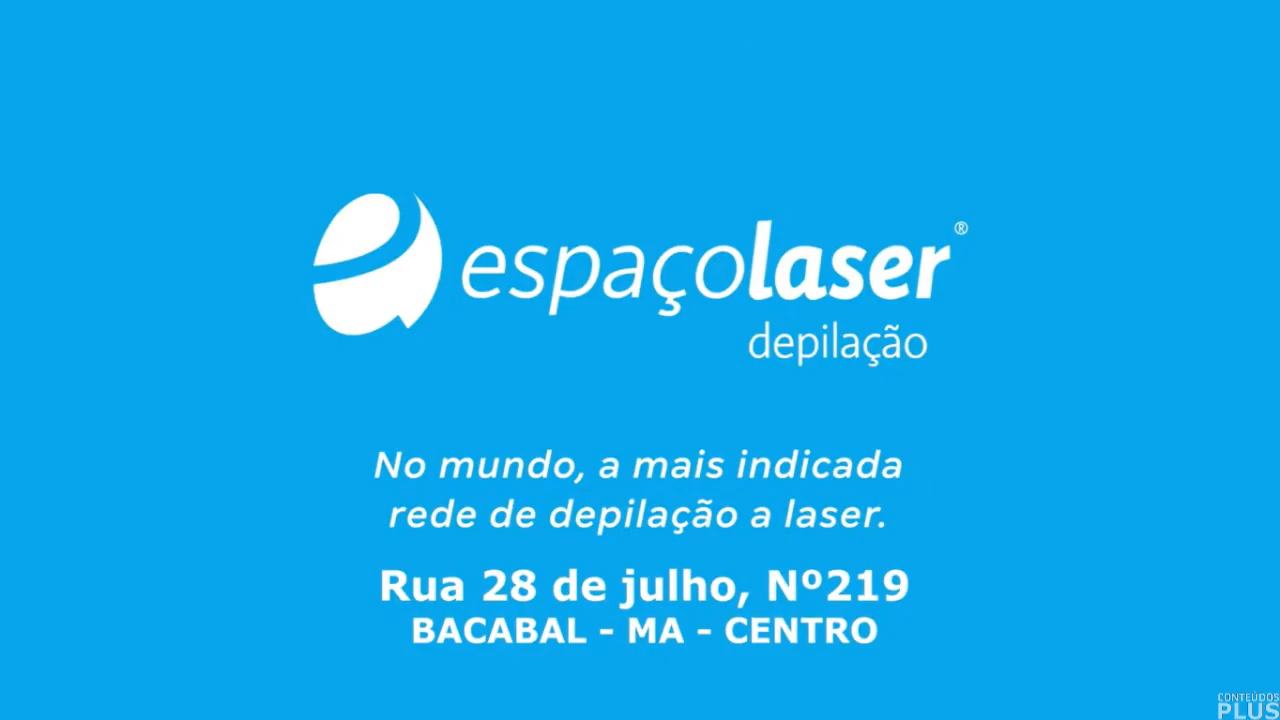 espaçolaser®
depilação
No mundo, a mais indicada
rede de depilação a laser.
Rua 28 de julho, Nº219
BACABAL - MA - CENTRO
CONTEÚDOS
PLUS